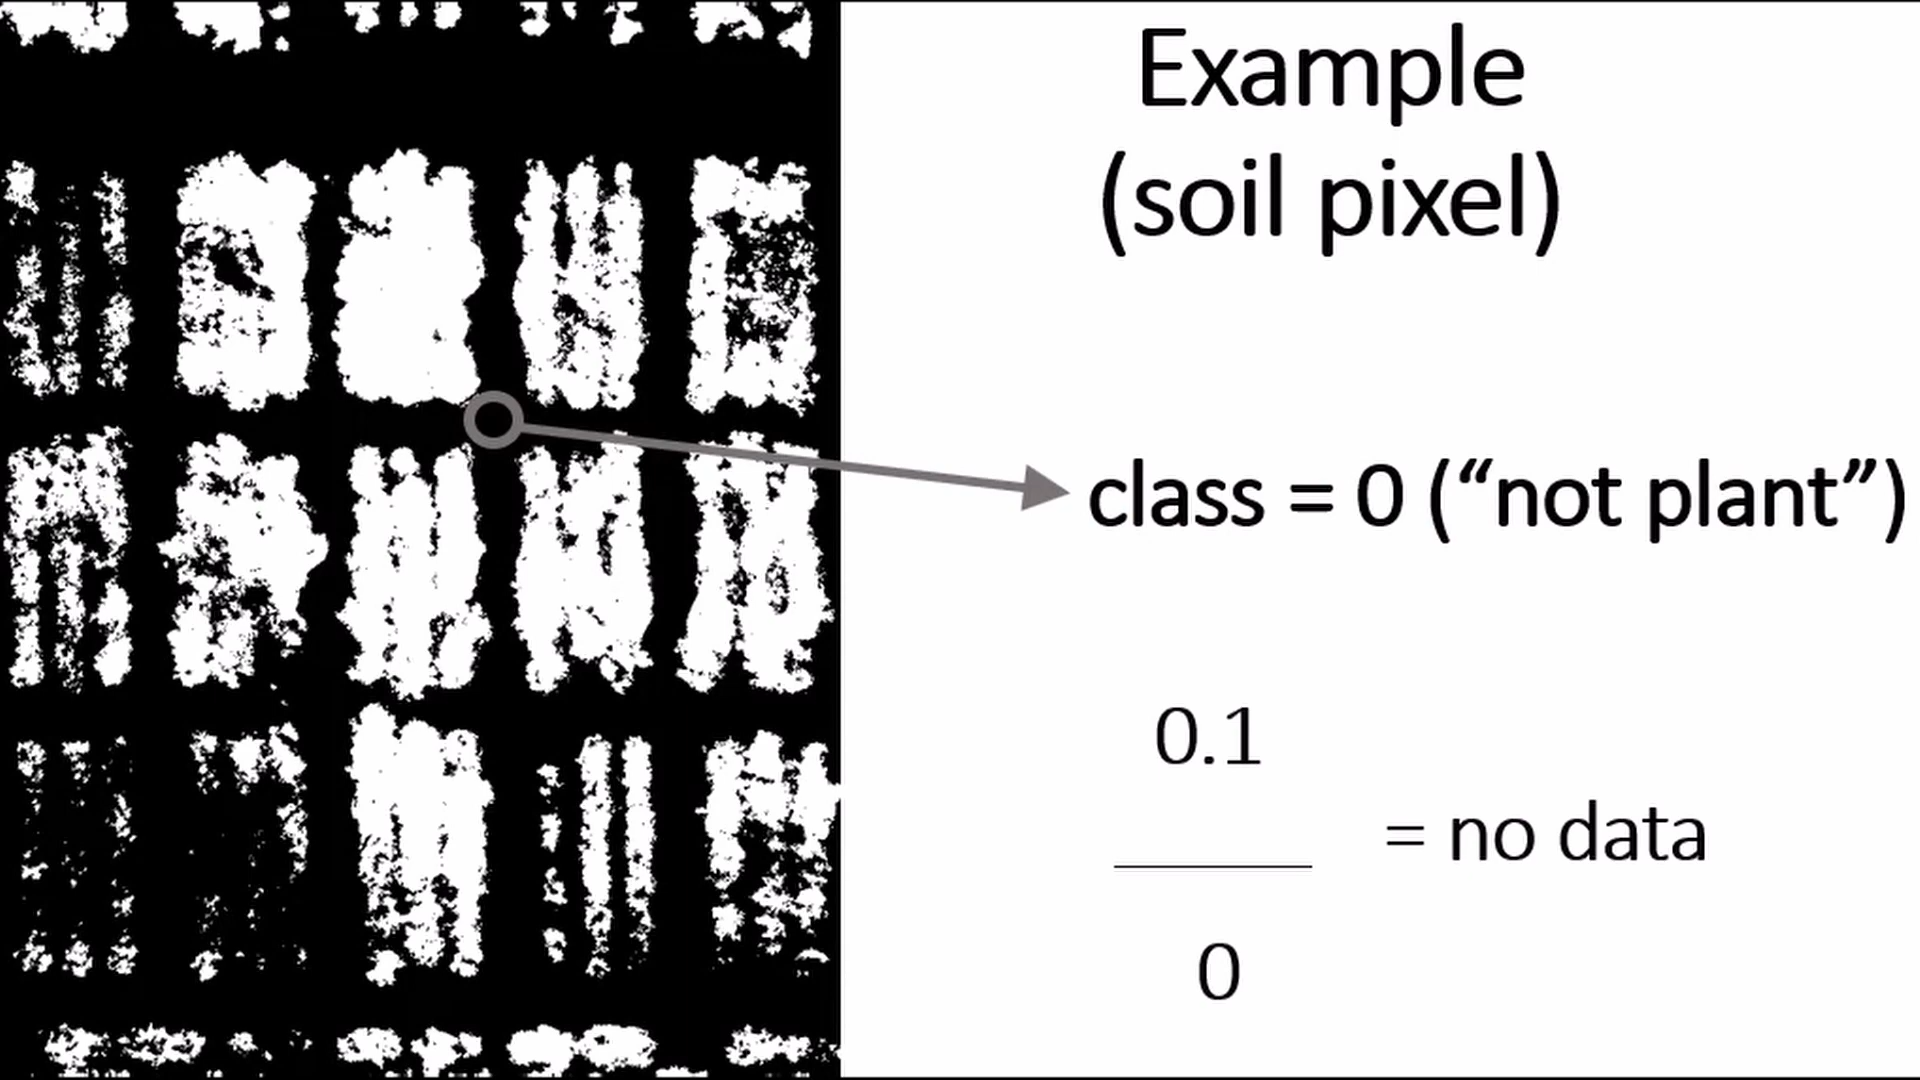 Example
(soil pixel)
class = 0 (“not plant”)
0.1
= no data
0